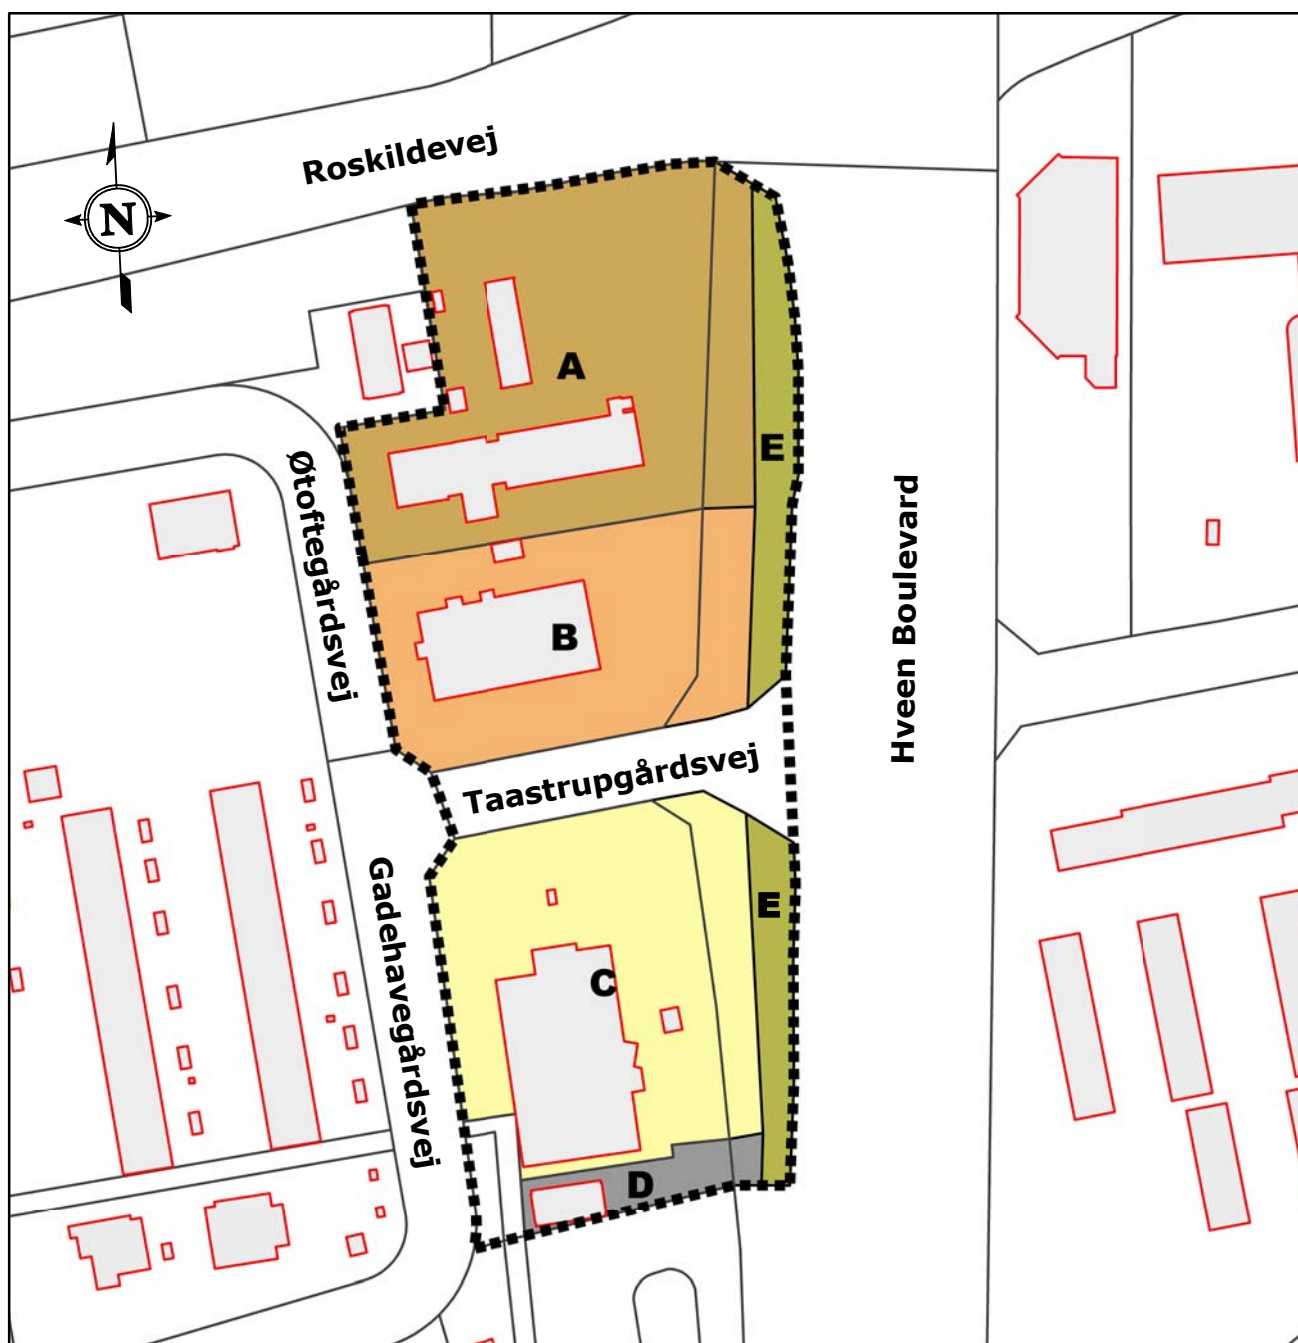 Roskildevej
N
A
E
Øtoftegårdsvej
Hveen Boulevard
B
Taastrupgårdsvej
Gadehavegårdsvej
E
C
D